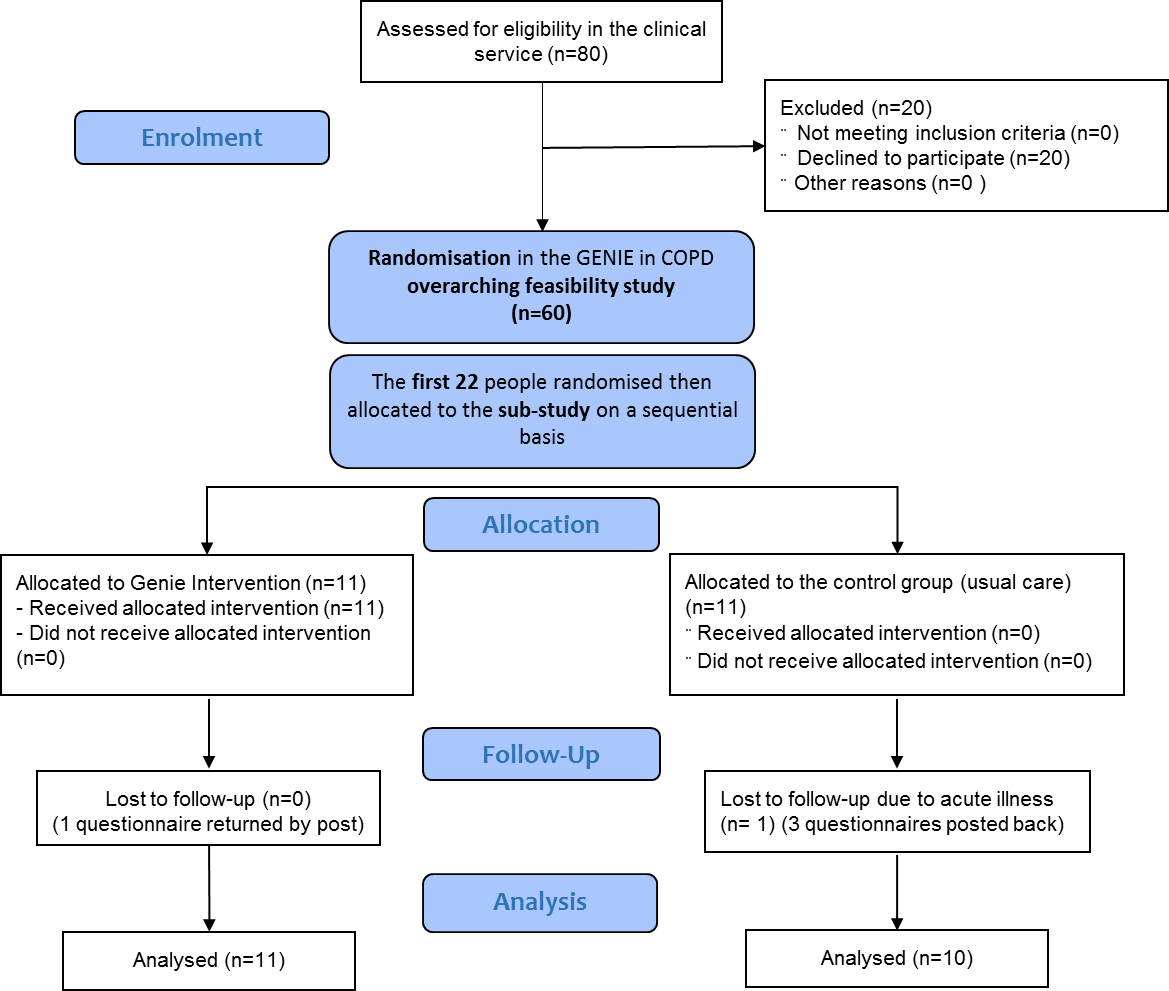 Assessed for eligibility in the clinical
service (n=80)
Enrolment
Excluded (n=20)
¨ Not meeting inclusion criteria (n=0)
¨ Declined to participate (n=20)
¨ Other reasons (n=0 )
Randomisation in the GENIE in COPD
overarching feasibility study
(n=60)
The first 22 people randomised then
allocated to the sub-study on a sequential
basis
Allocation
Allocated to Genie Intervention (n=11)
- Received allocated intervention (n=11)
- Did not receive allocated intervention
(n=0)
Allocated to the control group (usual care)
(n=11)
¨ Received allocated intervention (n=0)
¨ Did not receive allocated intervention (n=0)
Follow-Up
Lost to follow-up (n=0)
(1 questionnaire returned by post)
Lost to follow-up due to acute illness
(n= 1) (3 questionnaires posted back)
Analysis
Analysed (n=11)
Analysed (n=10)